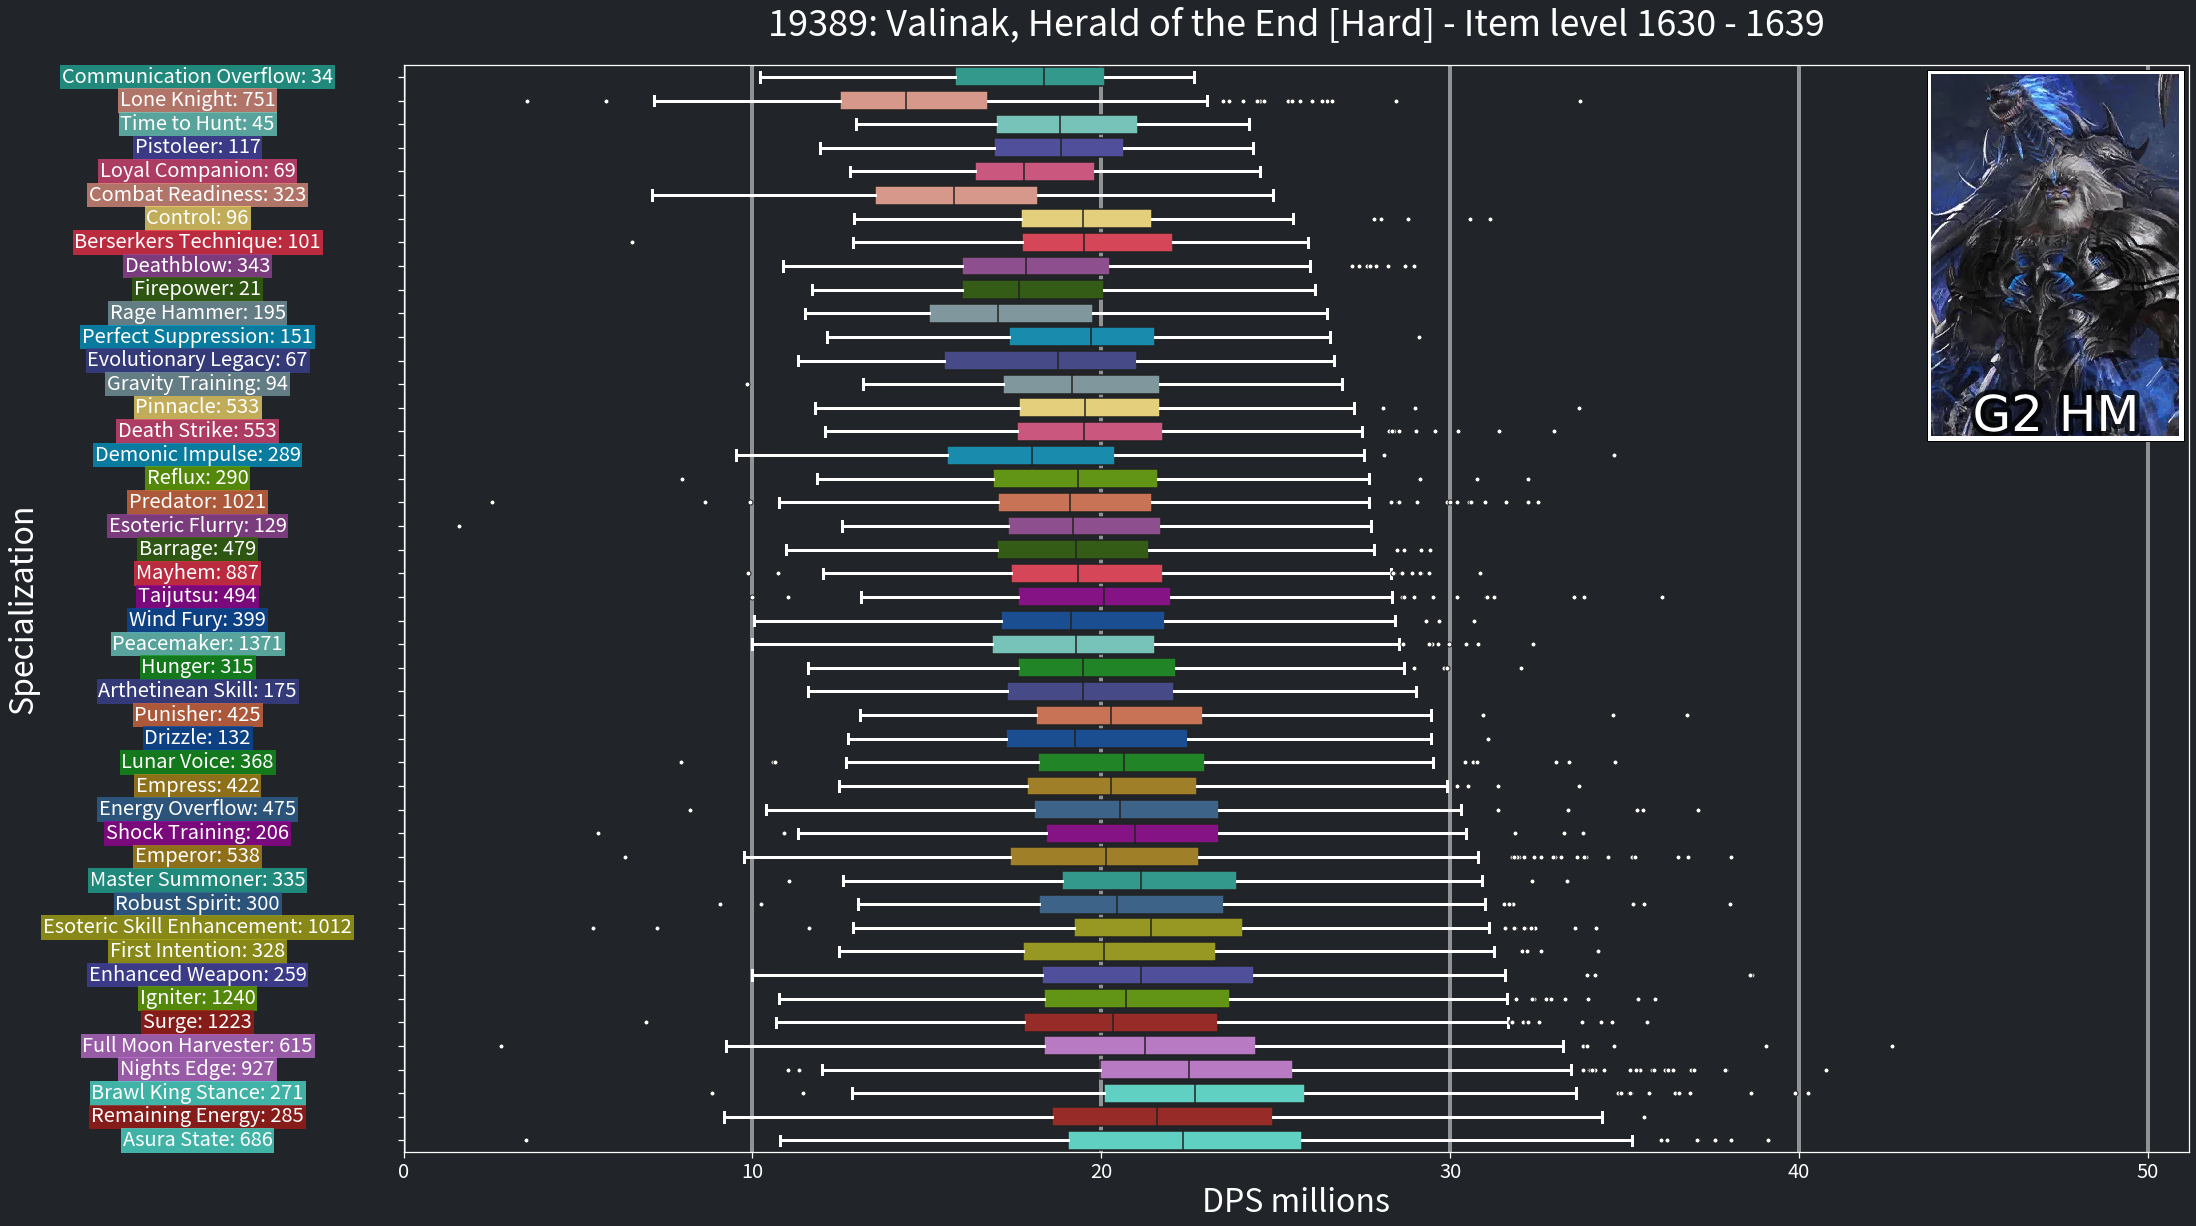 19389: Valinak, Herald of the End [Hard] - Item level 1630 - 1639
Communication Overflow: 34
Lone Knight: 751
Time to Hunt: 45
Pistoleer: 117
Loyal Companion: 69
Combat Readiness: 323
Control: 96
Berserkers Technique: 101
Deathblow: 343
Firepower: 21
Rage Hammer: 195
Perfect Suppression: 151
Evolutionary Legacy: 67
Gravity Training: 94
Pinnacle: 533
Death Strike: 553
Demonic Impulse: 289
Reflux: 290
Predator: 1021
Esoteric Flurry: 129
Barrage: 479
Mayhem: 887
Taijutsu: 494
Wind Fury: 399
Peacemaker: 1371
Hunger: 315
Arthetinean Skill: 175
Punisher: 425
Drizzle: 132
Lunar Voice: 368
Empress: 422
Energy Overflow: 475
Shock Training: 206
Emperor: 538
Master Summoner: 335
Robust Spirit: 300
Esoteric Skill Enhancement: 1012
First Intention: 328
Enhanced Weapon: 259
Igniter: 1240
Surge: 1223
Full Moon Harvester: 615
Nights Edge: 927
Brawl King Stance: 271
Remaining Energy: 285
Asura State: 686
Specialization
G2 HM
0 10 20 30 40 50
DPS millions